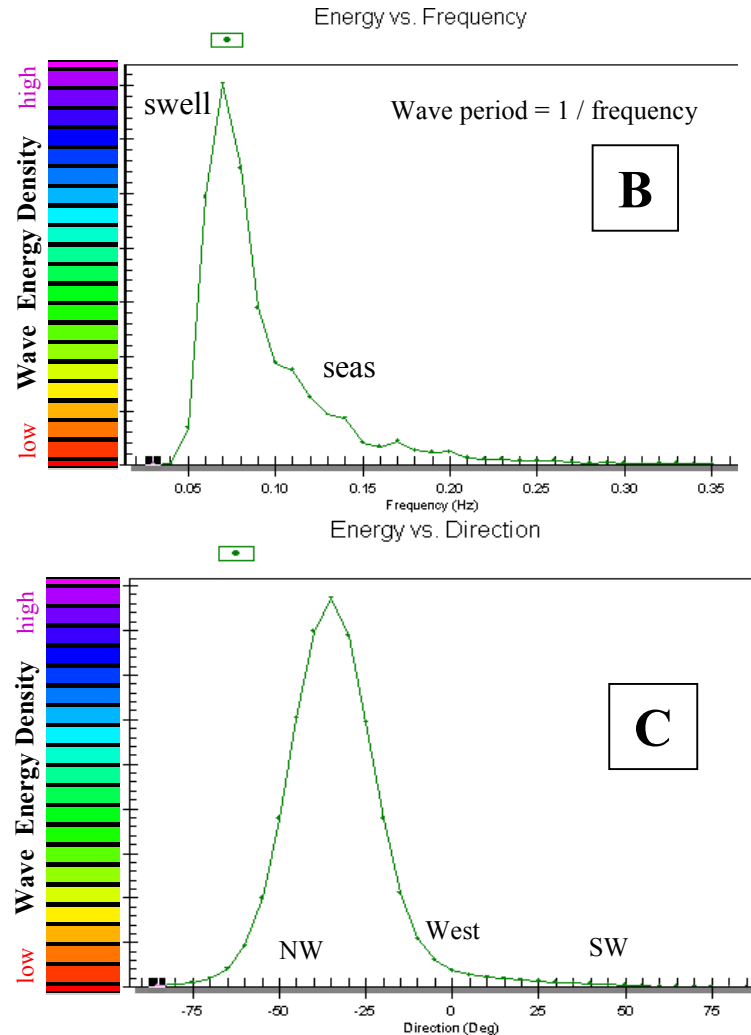 Energy vs. Frequency
high
Wave Energy Density
low
swell
Wave period = 1 / frequency
B
seas
0.05 0.10 0.15 0.20 0.25 0.30 0.35
Frequency (Hz)
Energy vs. Direction
high
Wave Energy Density
low
C
NW
West
SW
-75 -50 -25 0 25 50 75
Direction (Deg)